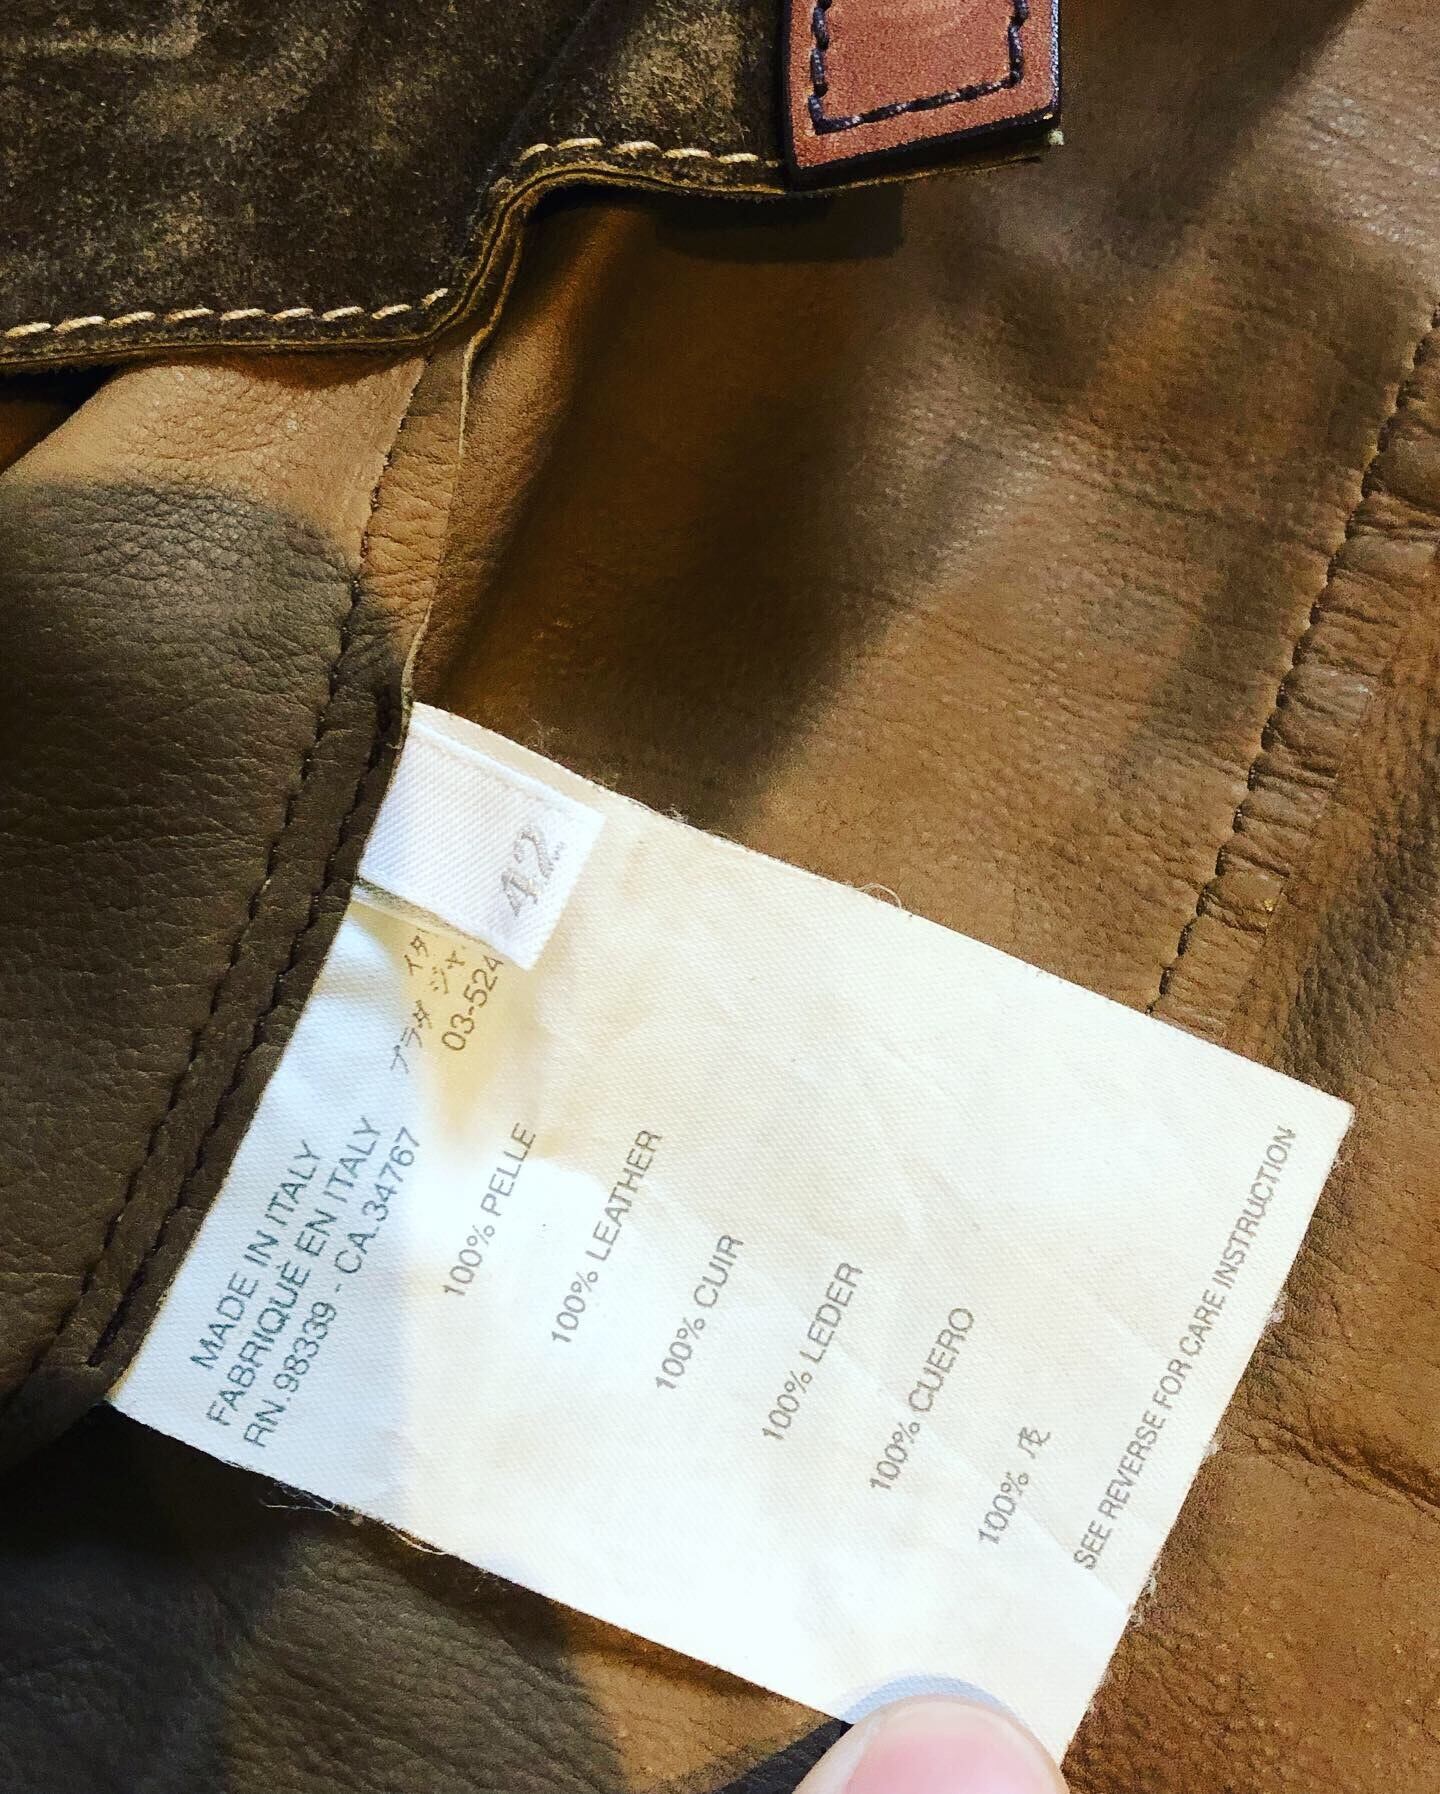 42
MADE IN ITALY
FABRIQUÈ EN ITALY
RN.98339 - CA.34767
イタ
プラダ ジャ
03-524
100% PELLE
100% LEATHER
100% CUIR
100% LEDER
100% CUERO
100% 皮
SEE REVERSE FOR CARE INSTRUCTION